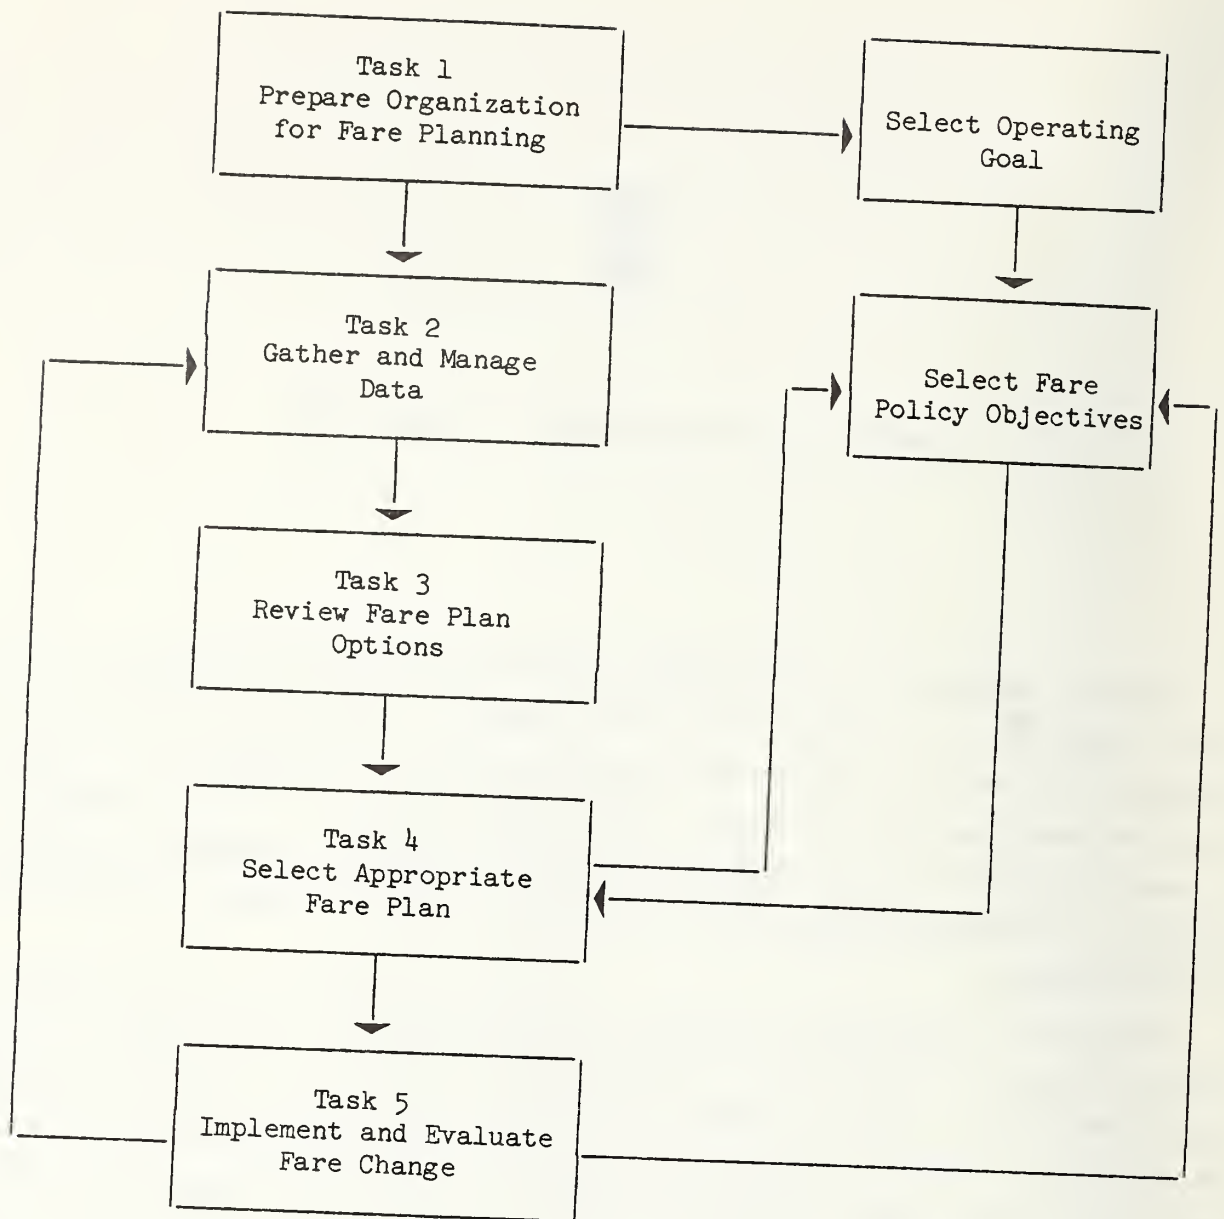 Task 1
Prepare Organization
for Fare Planning
Select Operating
Goal
Task 2
Gather and Manage
Data
Select Fare
Policy Objectives
Task 3
Review Fare Plan
Options
Task 4
Select Appropriate
Fare Plan
Task 5
Implement and Evaluate
Fare Change